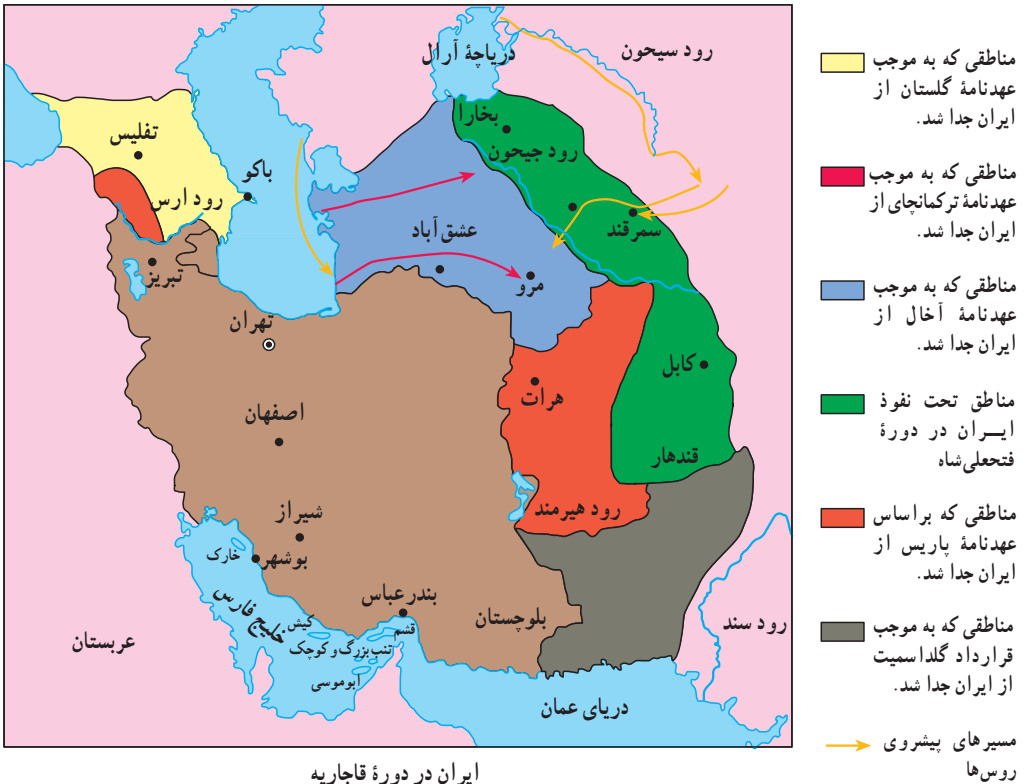 دریاچهٔ آرال
رود سیحون
بخارا
رود جیحون
تفلیس
باکو
رود ارس
سمرقند
عشق‌آباد
مرو
تبریز
تهران
کابل
هرات
اصفهان
قندهار
رود هیرمند
شیراز
خارک
بوشهر
خلیج فارس
بندرعباس
کیش
قشم
تنب بزرگ و کوچک
ابوموسی
بلوچستان
رود سند
عربستان
دریای عمان
مناطقی که به موجب
عهدنامهٔ گلستان از
ایران جدا شد.
مناطقی که به موجب
عهدنامهٔ ترکمانچای از
ایران جدا شد.
مناطقی که به موجب
عهدنامهٔ آخال از
ایران جدا شد.
مناطق تحت نفوذ
ایــران در دورهٔ
فتحعلی‌شاه
مناطقی که براساس
عهدنامهٔ پاریس از
ایران جدا شد.
مناطقی که به موجب
قرارداد گلداسمیت
از ایران جدا شد.
مسیرهای پیشروی
روس‌ها
ایران در دورهٔ قاجاریه